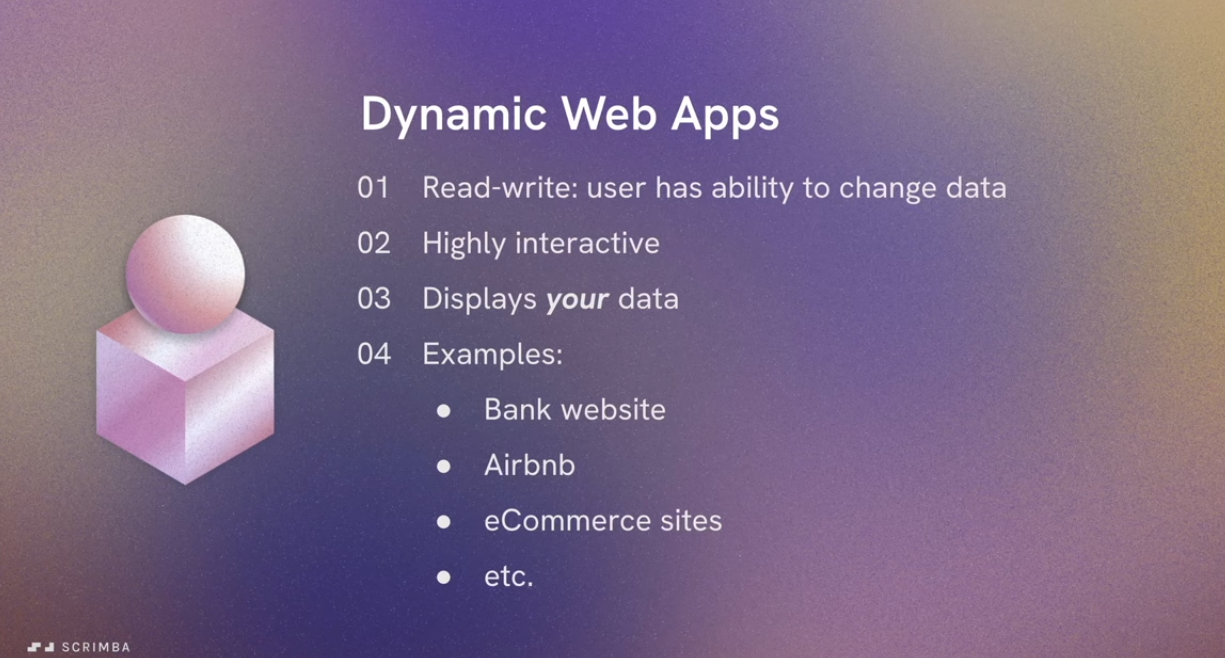 Dynamic Web Apps
01 Read-write: user has ability to change data
02 Highly interactive
03 Displays your data
04 Examples:
● Bank website
● Airbnb
● eCommerce sites
● etc.
SCRIMBA